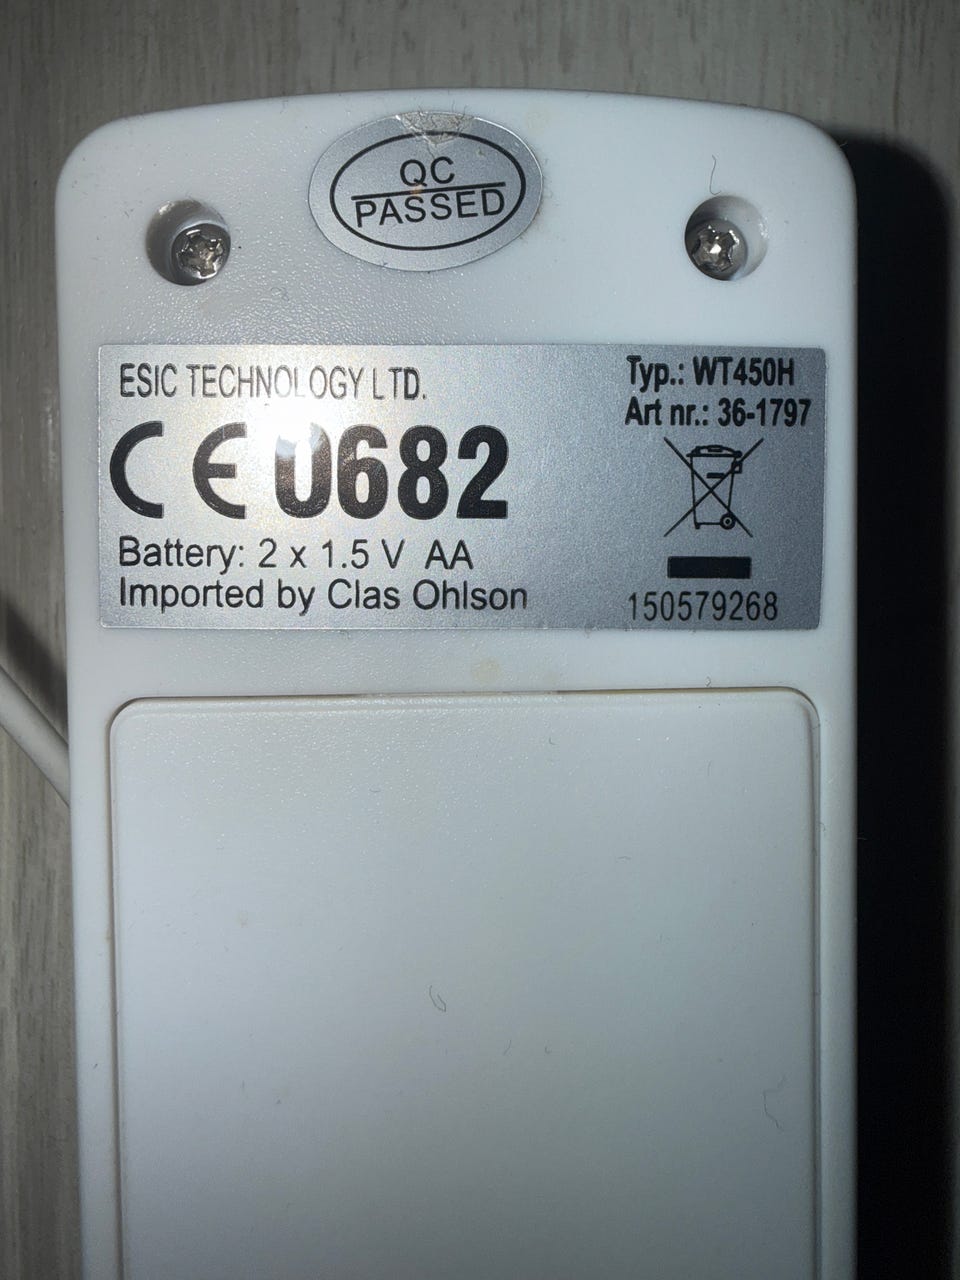 QC
PASSED
ESIC TECHNOLOGY LTD.
CE 0682
Battery: 2 x 1.5 V AA
Imported by Clas Ohlson
Typ.: WT450H
Art nr.: 36-1797
150579268